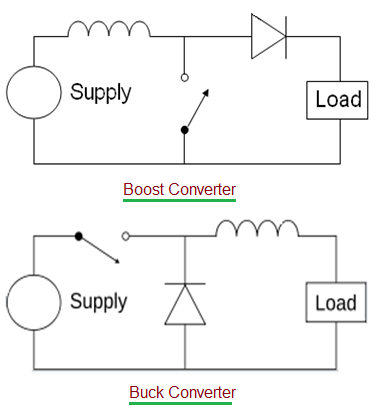 Supply
Load
Boost Converter
Supply
Load
Buck Converter